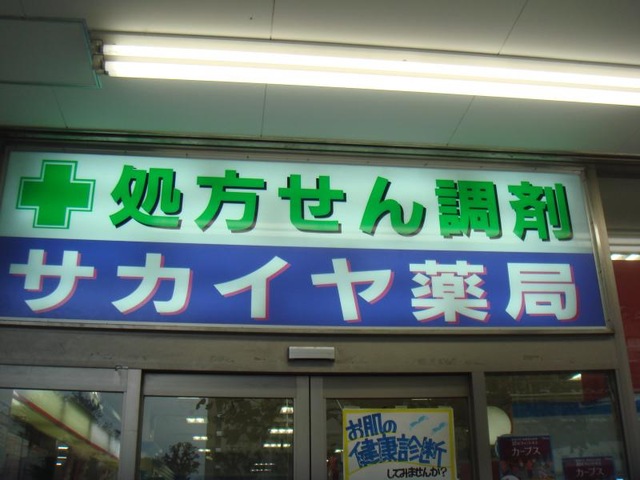 処方せん調剤
サカイヤ薬局
お肌の
健康診断
してみませんか?
カーブス